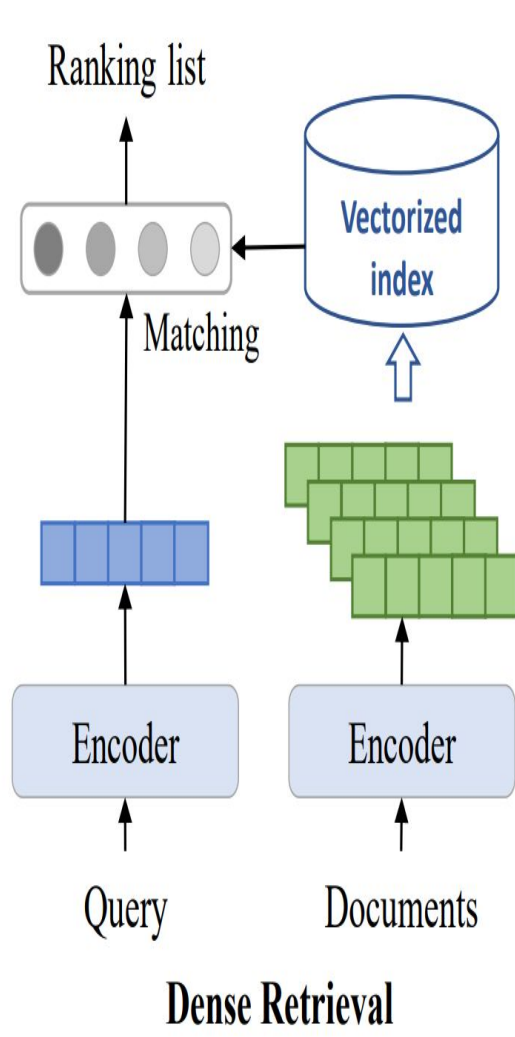 Ranking list
Vectorized
index
Matching
Encoder
Encoder
Query
Documents
Dense Retrieval